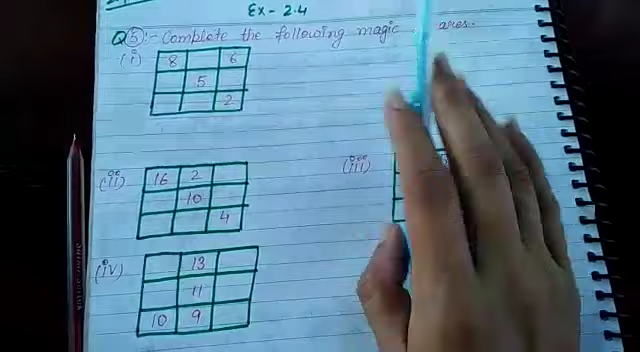 Ex - 2.4
Q(5):- Complete the following magic
(i) 8 6
5
2
(ii) 16 2
10
4
(iii)
(iv) 13
11
10 9